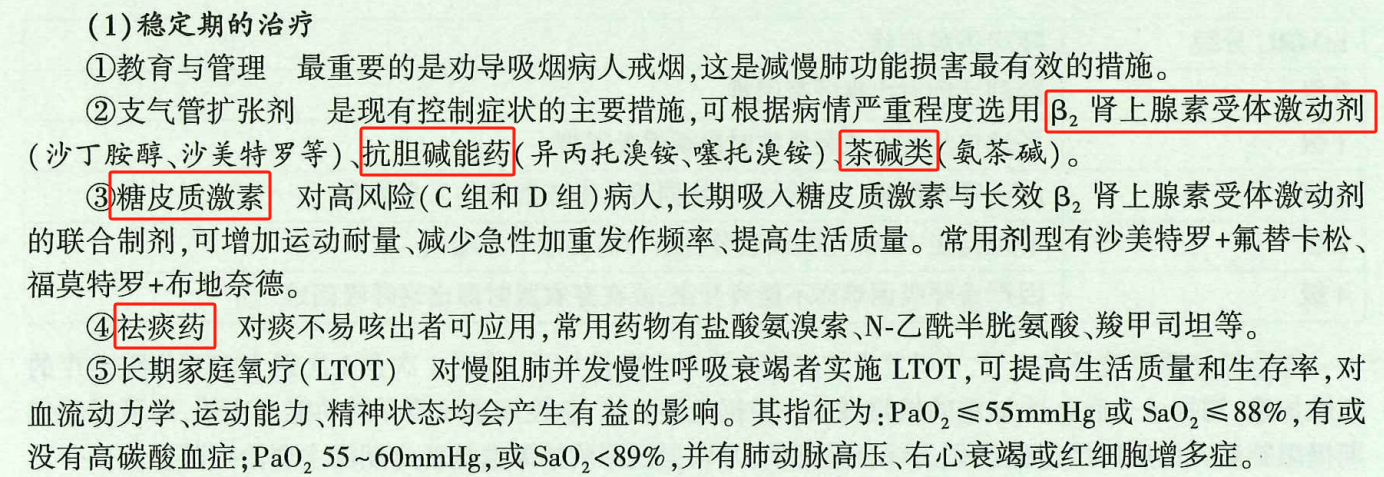 (1)稳定期的治疗
①教育与管理 最重要的是劝导吸烟病人戒烟,这是减慢肺功能损害最有效的措施。
②支气管扩张剂 是现有控制症状的主要措施,可根据病情严重程度选用 β₂ 肾上腺素受体激动剂
(沙丁胺醇、沙美特罗等)、抗胆碱能药(异丙托溴铵、噻托溴铵)、茶碱类(氨茶碱)。
③糖皮质激素 对高风险(C 组和 D 组)病人,长期吸入糖皮质激素与长效 β₂ 肾上腺素受体激动剂
的联合制剂,可增加运动耐量、减少急性加重发作频率、提高生活质量。常用剂型有沙美特罗+氟替卡松、
福莫特罗+布地奈德。
④祛痰药 对痰不易咳出者可应用,常用药物有盐酸氨溴索、N-乙酰半胱氨酸、羧甲司坦等。
⑤长期家庭氧疗(LTOT) 对慢阻肺并发慢性呼吸衰竭者实施 LTOT,可提高生活质量和生存率,对
血流动力学、运动能力、精神状态均会产生有益的影响。其指征为:PaO₂≤55mmHg 或 SaO₂≤88%,有或
没有高碳酸血症;PaO₂ 55~60mmHg,或 SaO₂<89%,并有肺动脉高压、右心衰竭或红细胞增多症。